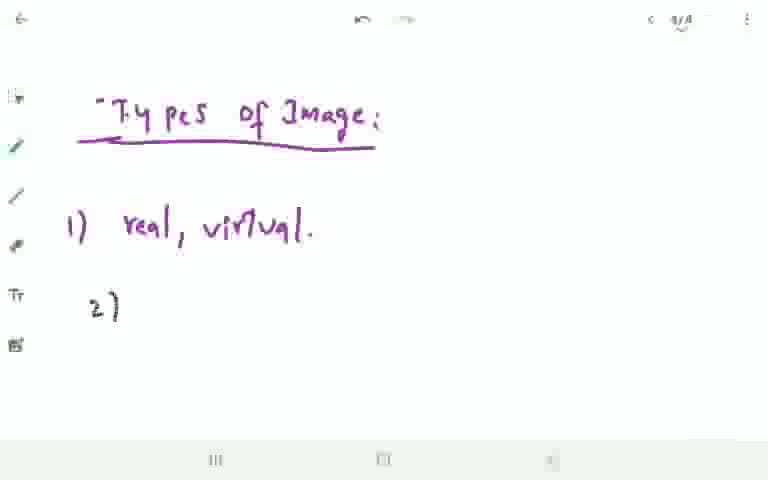 Types of Image:
1) real, virtual.
2)